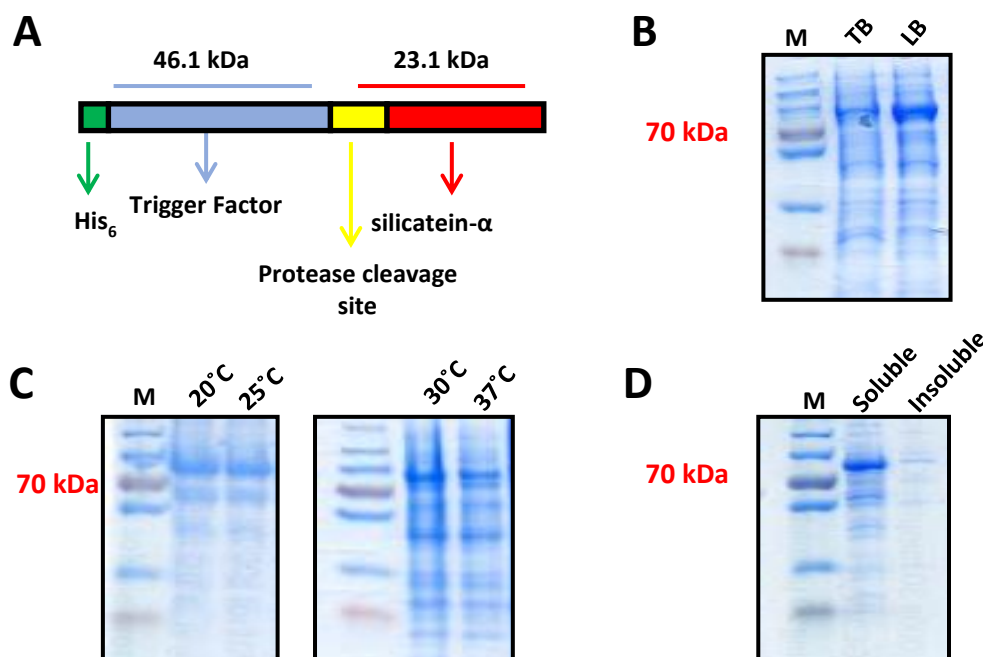 A
46.1 kDa
23.1 kDa
His6
Trigger Factor
silicatein-α
Protease cleavage
site
B
M
TB
LB
70 kDa
C
M
20˚C
25˚C
30˚C
37˚C
70 kDa
D
M
Soluble
Insoluble
70 kDa